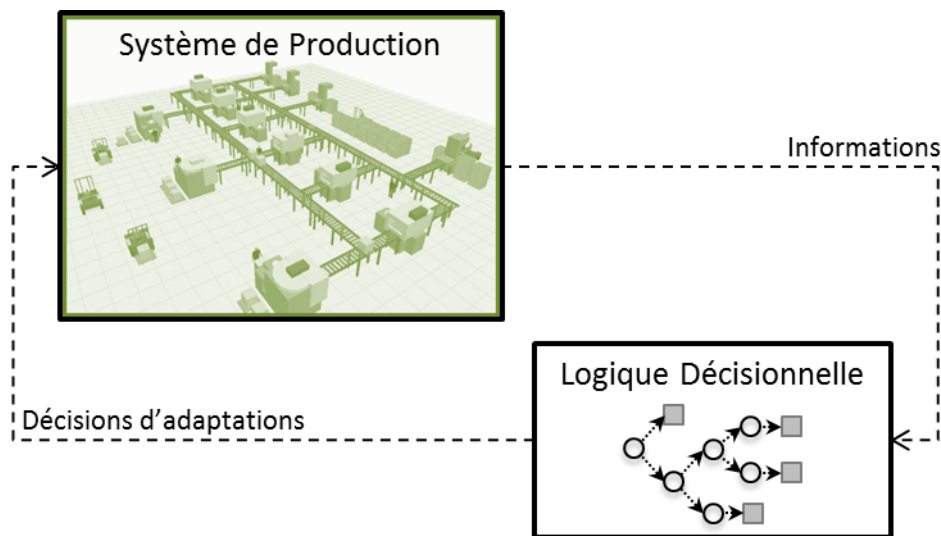 Système de Production
Informations
Logique Décisionnelle
Décisions d’adaptations